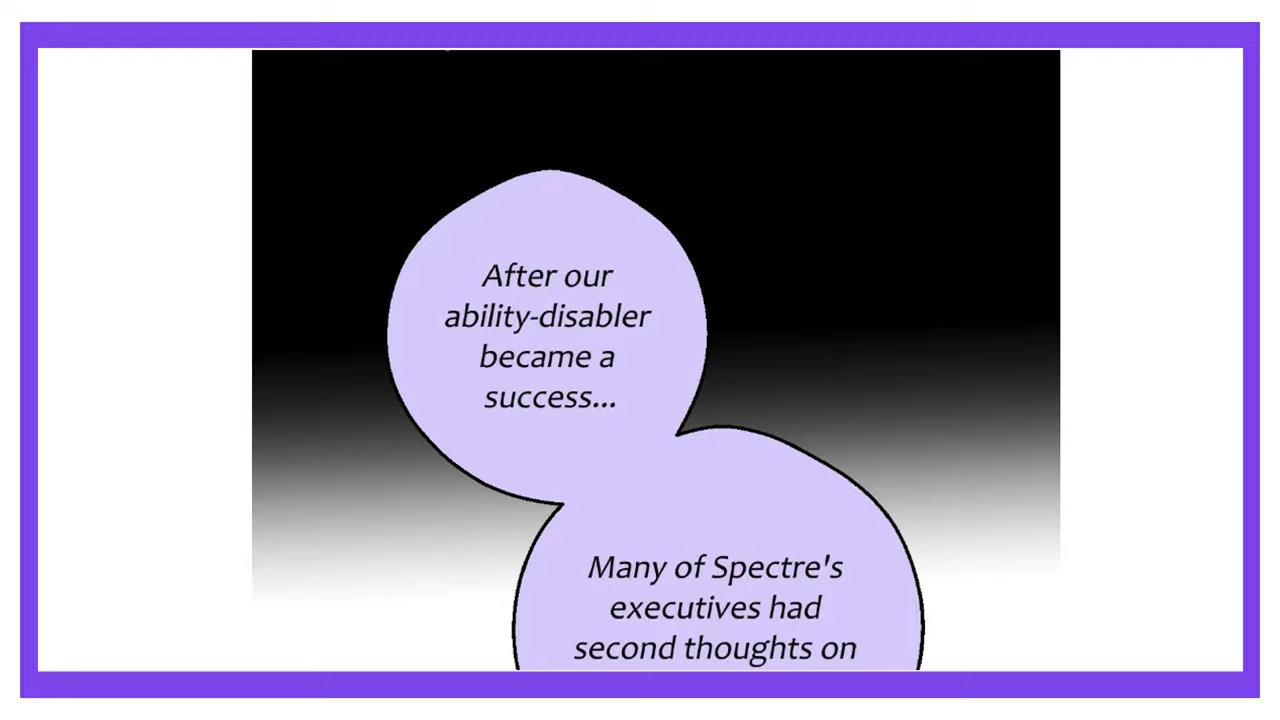 After our
ability-disabler
became a
success...
Many of Spectre's
executives had
second thoughts on